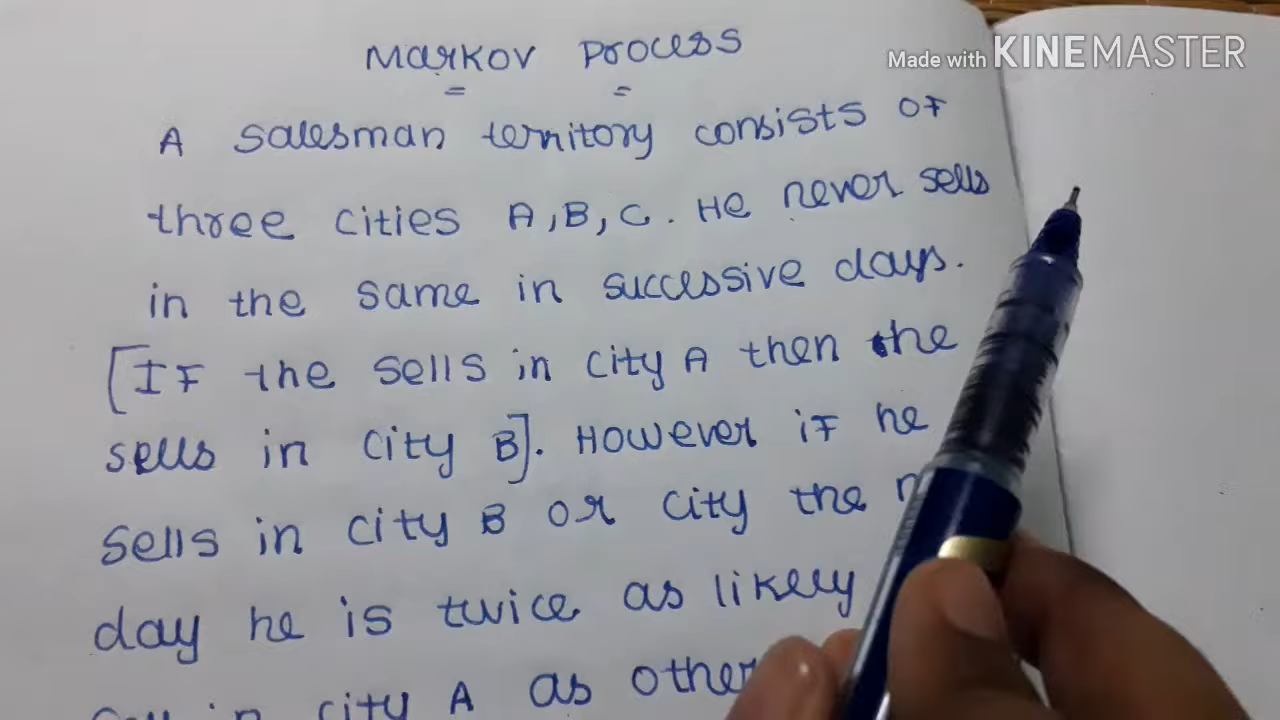 Markov Process
Made with KINEMASTER
A salesman territory consists OF
three cities A, B, C. He never sells
in the same in successive days.
[IF the sells in city A then the
sells in city B]. However if he
sells in city B or city the
day he is twice as likely
in city A as other